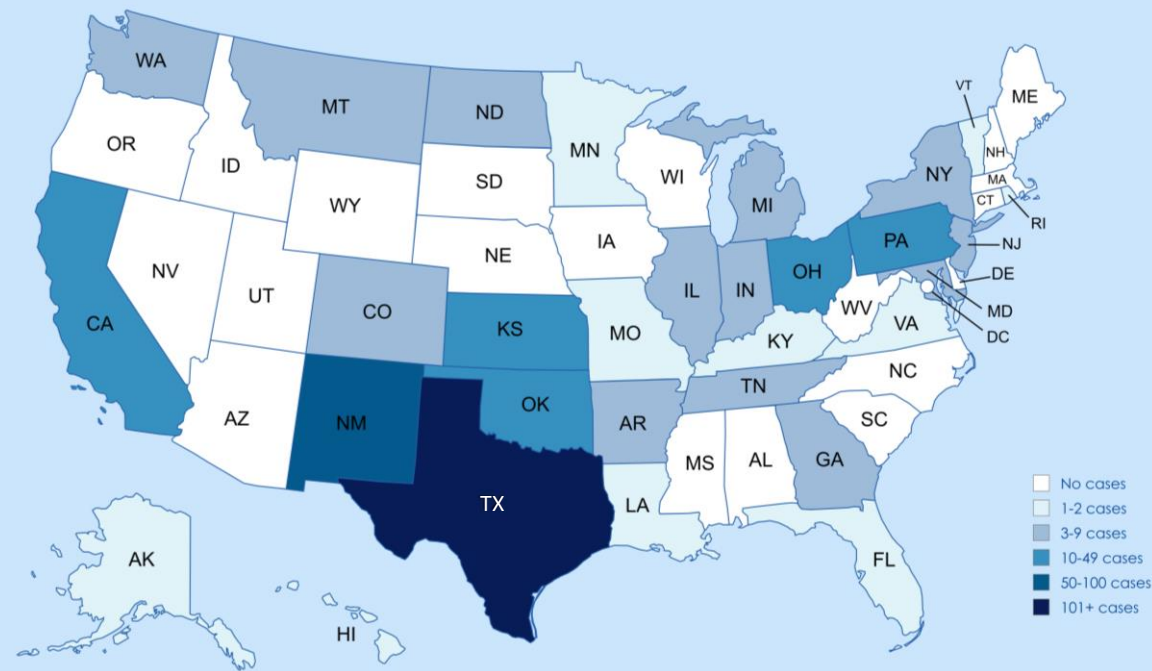 WA
MT
ND
MN
VT
ME
OR
ID
SD
WI
NH
NY
MA
WY
MI
CT
RI
NV
UT
NE
IA
PA
NJ
OH
DE
CO
IL
IN
WV
MD
CA
KS
MO
KY
VA
DC
NC
TN
AZ
NM
OK
AR
SC
MS
AL
GA
TX
LA
AK
FL
HI
No cases
1-2 cases
3-9 cases
10-49 cases
50-100 cases
101+ cases